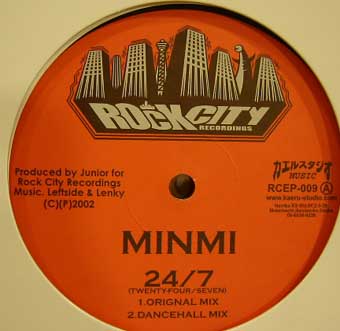 ROCK CITY
RECORDINGS
Produced by Junior for
Rock City Recordings
Music. Leftside & Lenky
(C)(P)2002
カエルスタジオ
MUSIC
RCEP-009 A
www.kaeru-studio.com
MINMI
24/7
(TWENTY-FOUR/SEVEN)
1.ORIGNAL MIX
2.DANCEHALL MIX